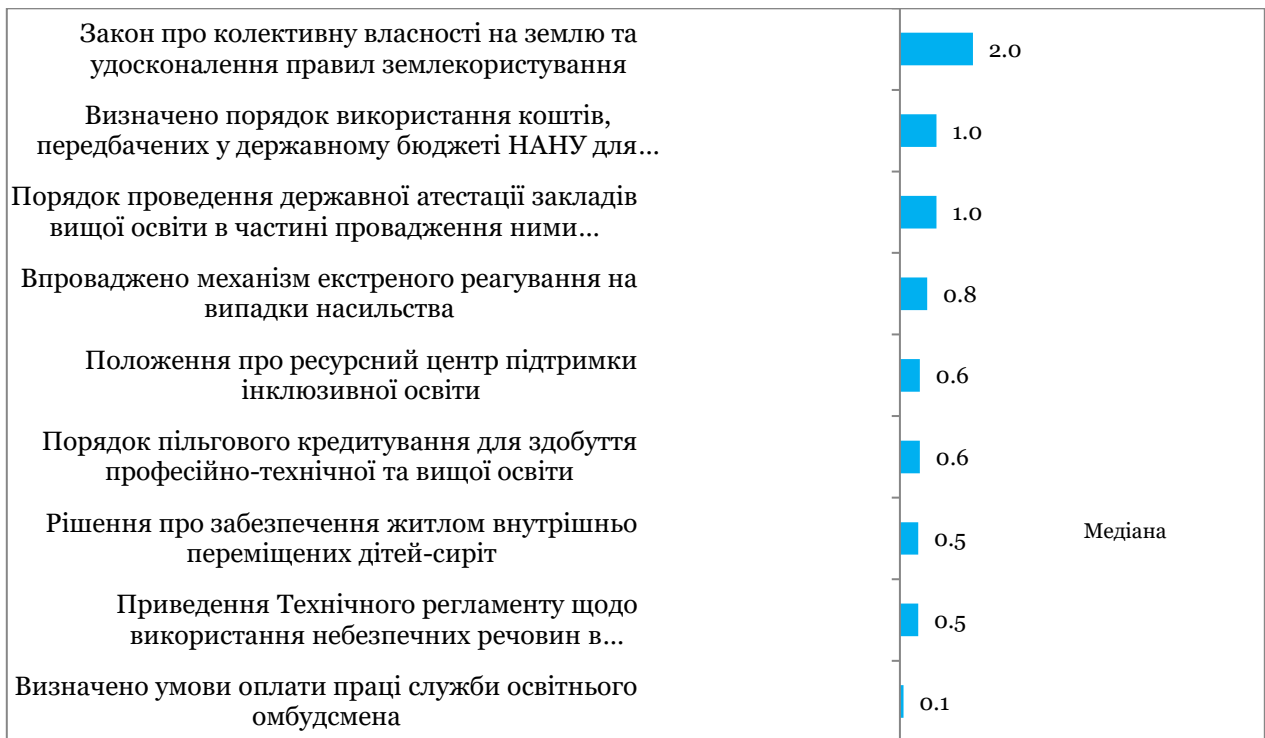 Закон про колективну власності на землю та
удосконалення правил землекористування
2.0
Визначено порядок використання коштів,
передбачених у державному бюджеті НАНУ для...
1.0
Порядок проведення державної атестації закладів
вищої освіти в частині провадження ними...
1.0
Впроваджено механізм екстреного реагування на
випадки насильства
0.8
Положення про ресурсний центр підтримки
інклюзивної освіти
0.6
Порядок пільгового кредитування для здобуття
професійно-технічної та вищої освіти
0.6
Рішення про забезпечення житлом внутрішньо
переміщених дітей-сиріт
0.5
Медіана
Приведення Технічного регламенту щодо
використання небезпечних речовин в...
0.5
Визначено умови оплати праці служби освітнього
омбудсмена
0.1